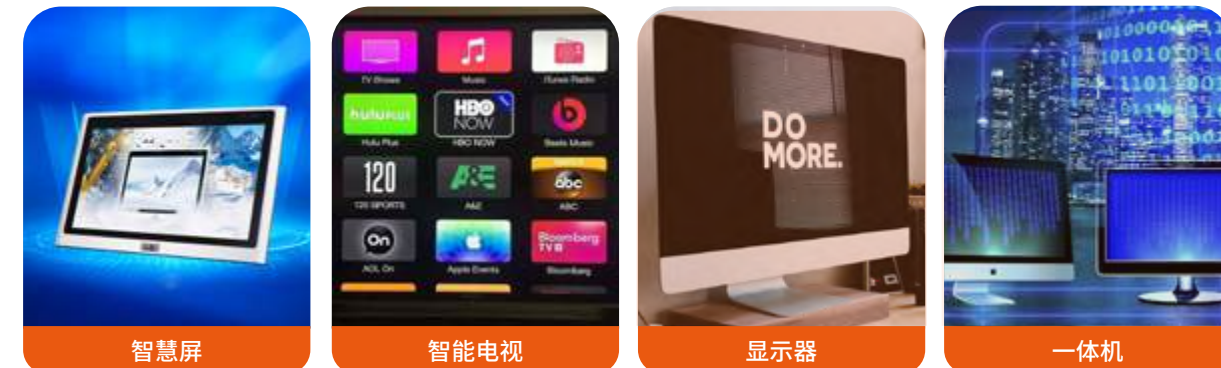 TV Shows
Music
iTunes Radio
huluPLUS
HBO
NOW
Hulu Plus
HBO NOW
Beats Music
120
A&E
abc
120 SPORTS
A&E
ABC
On
Bloomberg
TV
AOL On
Apple Events
Bloomberg
DO
MORE.
智慧屏
智能电视
显示器
一体机